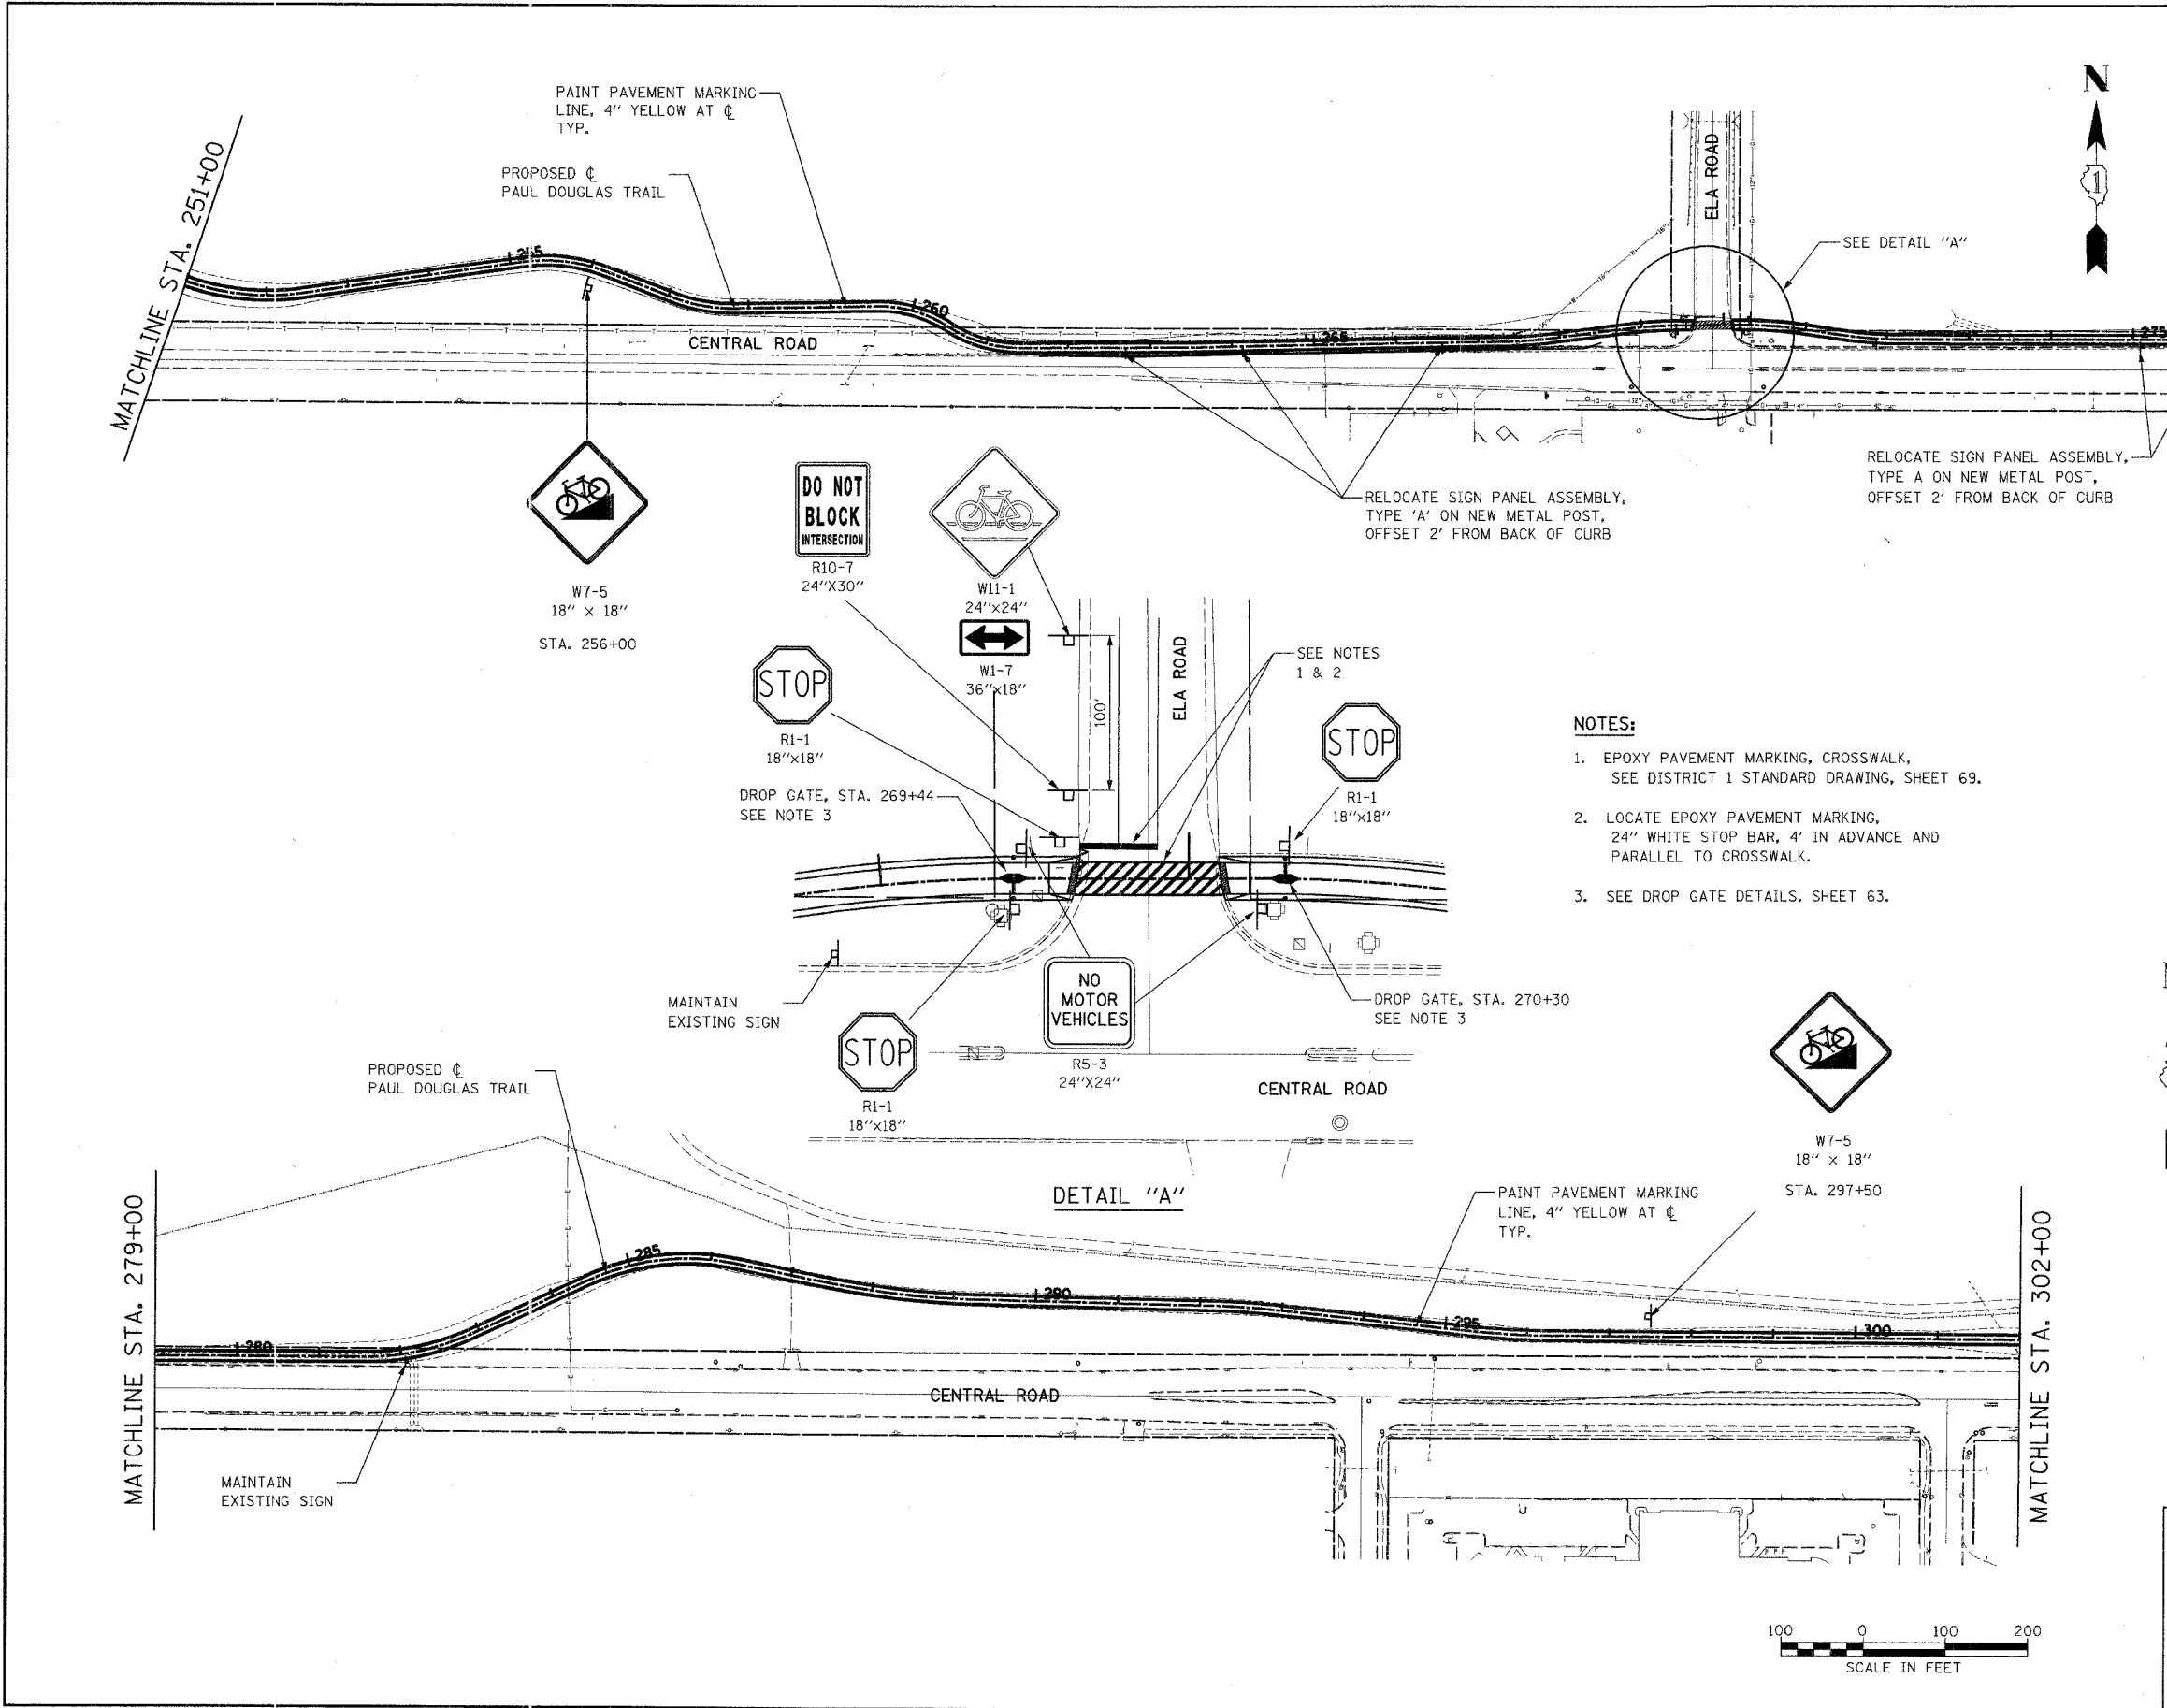 N
1
PAINT PAVEMENT MARKING
LINE, 4" YELLOW AT ℄
TYP.
PROPOSED ℄
PAUL DOUGLAS TRAIL
MATCHLINE STA. 251+00
255
260
265
275
CENTRAL ROAD
ELA ROAD
SEE DETAIL "A"
RELOCATE SIGN PANEL ASSEMBLY,
TYPE A ON NEW METAL POST,
OFFSET 2' FROM BACK OF CURB
RELOCATE SIGN PANEL ASSEMBLY,
TYPE 'A' ON NEW METAL POST,
OFFSET 2' FROM BACK OF CURB
W7-5
18" x 18"
STA. 256+00
DO NOT
BLOCK
INTERSECTION
R10-7
24"X30"
W11-1
24"x24"
W1-7
36"x18"
STOP
R1-1
18"x18"
100'
ELA ROAD
SEE NOTES
1 & 2
STOP
R1-1
18"x18"
DROP GATE, STA. 269+44
SEE NOTE 3
NOTES:
1. EPOXY PAVEMENT MARKING, CROSSWALK,
SEE DISTRICT 1 STANDARD DRAWING, SHEET 69.
2. LOCATE EPOXY PAVEMENT MARKING,
24" WHITE STOP BAR, 4' IN ADVANCE AND
PARALLEL TO CROSSWALK.
3. SEE DROP GATE DETAILS, SHEET 63.
MAINTAIN
EXISTING SIGN
STOP
R1-1
18"x18"
NO
MOTOR
VEHICLES
R5-3
24"X24"
DROP GATE, STA. 270+30
SEE NOTE 3
CENTRAL ROAD
DETAIL "A"
W7-5
18" x 18"
STA. 297+50
PROPOSED ℄
PAUL DOUGLAS TRAIL
PAINT PAVEMENT MARKING
LINE, 4" YELLOW AT ℄
TYP.
MATCHLINE STA. 279+00
280
285
290
295
300
CENTRAL ROAD
MATCHLINE STA. 302+00
MAINTAIN
EXISTING SIGN
100 0 100 200
SCALE IN FEET